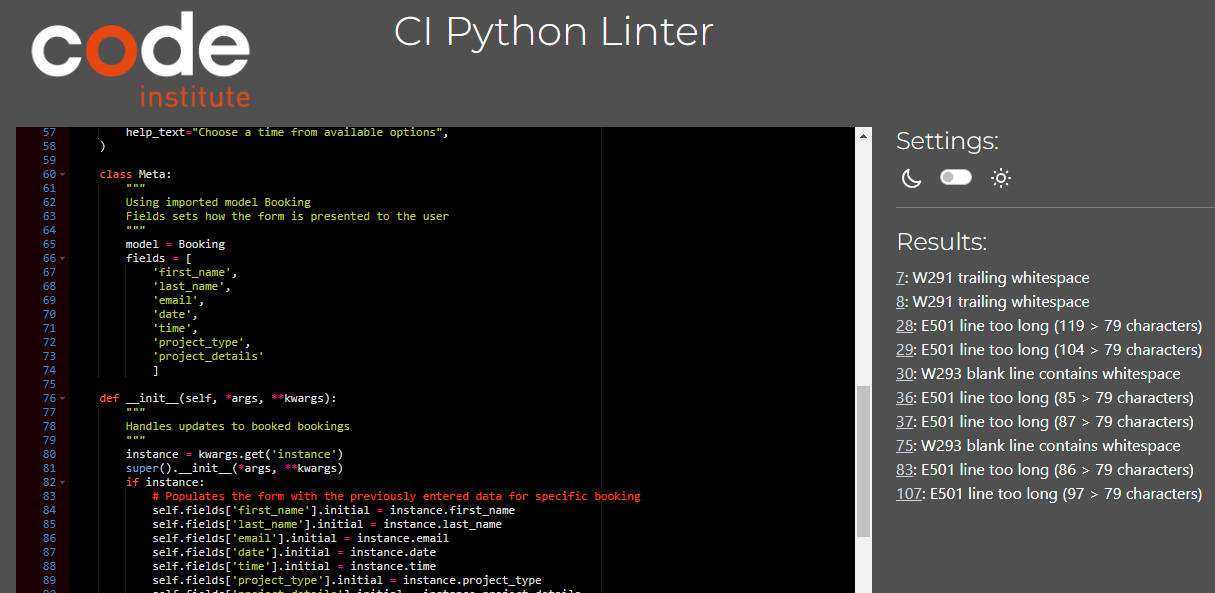 code
institute
CI Python Linter
57 help_text="Choose a time from available options",
58 )
59
60 class Meta:
61 """
62 Using imported model Booking
63 Fields sets how the form is presented to the user
64 """
65 model = Booking
66 fields = [
67 'first_name',
68 'last_name',
69 'email',
70 'date',
71 'time',
72 'project_type',
73 'project_details'
74 ]
75
76 def __init__(self, *args, **kwargs):
77 """
78 Handles updates to booked bookings
79 """
80 instance = kwargs.get('instance')
81 super().__init__(*args, **kwargs)
82 if instance:
83 # Populates the form with the previously entered data for specific booking
84 self.fields['first_name'].initial = instance.first_name
85 self.fields['last_name'].initial = instance.last_name
86 self.fields['email'].initial = instance.email
87 self.fields['date'].initial = instance.date
88 self.fields['time'].initial = instance.time
89 self.fields['project_type'].initial = instance.project_type
90 self.fields['project_details'].initial = instance.project_details
Settings:
Results:
7: W291 trailing whitespace
8: W291 trailing whitespace
28: E501 line too long (119 > 79 characters)
29: E501 line too long (104 > 79 characters)
30: W293 blank line contains whitespace
36: E501 line too long (85 > 79 characters)
37: E501 line too long (87 > 79 characters)
75: W293 blank line contains whitespace
83: E501 line too long (86 > 79 characters)
107: E501 line too long (97 > 79 characters)